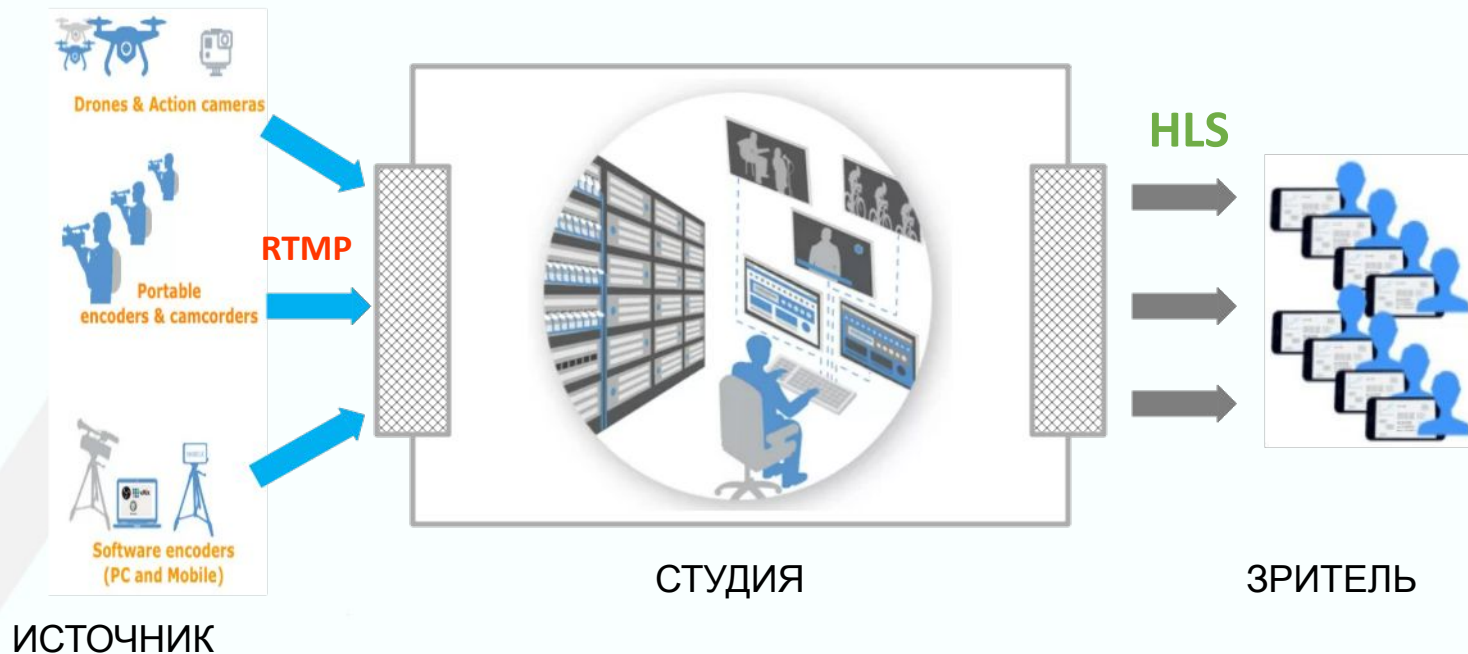 Drones & Action cameras
Portable
encoders & camcorders
Software encoders
(PC and Mobile)
ИСТОЧНИК
RTMP
СТУДИЯ
HLS
ЗРИТЕЛЬ